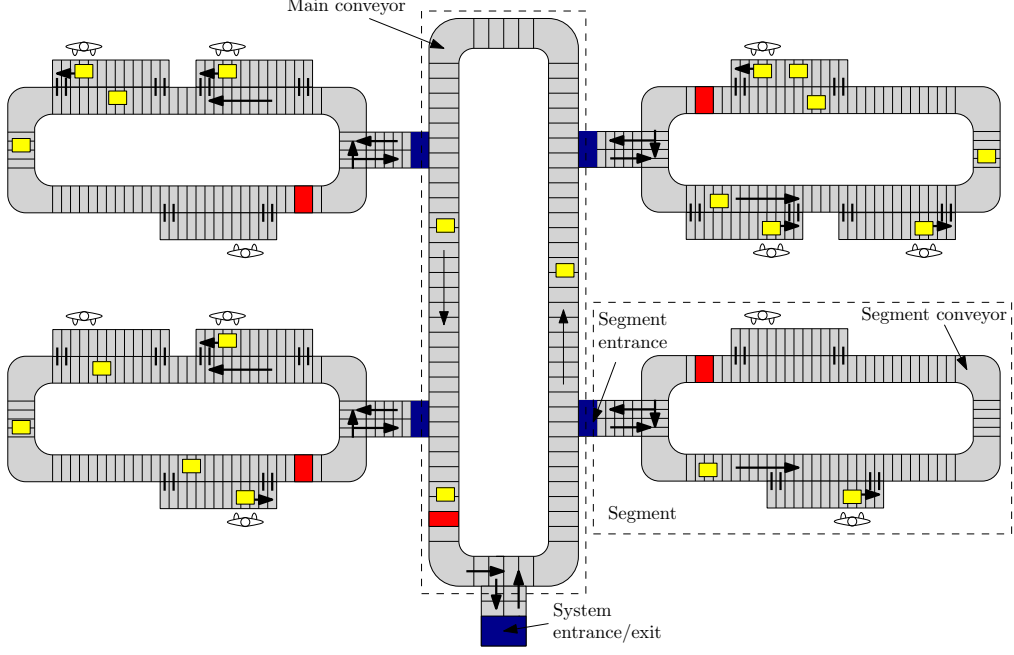 Main conveyor
Segment
entrance
Segment conveyor
Segment
System
entrance/exit